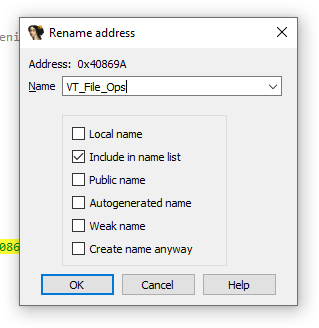 Rename address
eni
Address: 0x40869A
Name VT_File_Ops
Local name
Include in name list
Public name
Autogenerated name
Weak name
Create name anyway
086
OK Cancel Help